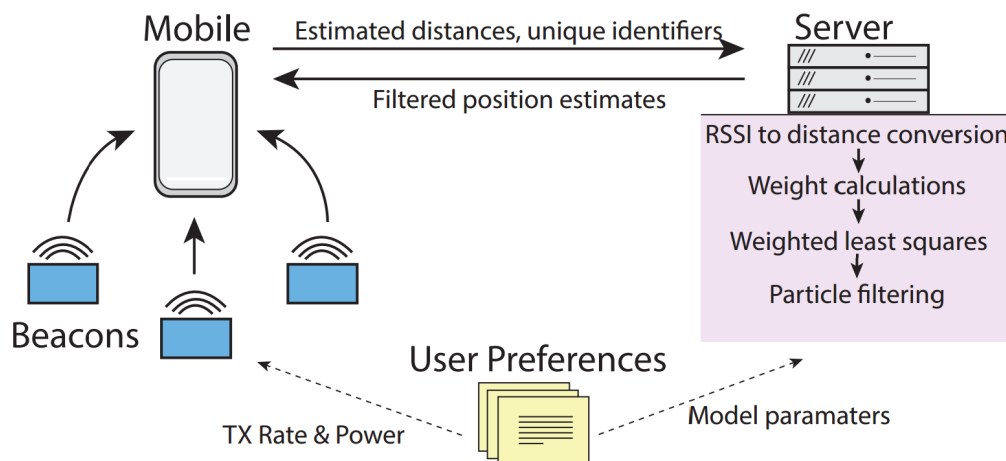 Mobile
Estimated distances, unique identifiers
Server
Filtered position estimates
RSSI to distance conversion
Weight calculations
Weighted least squares
Particle filtering
Beacons
User Preferences
TX Rate & Power
Model paramaters